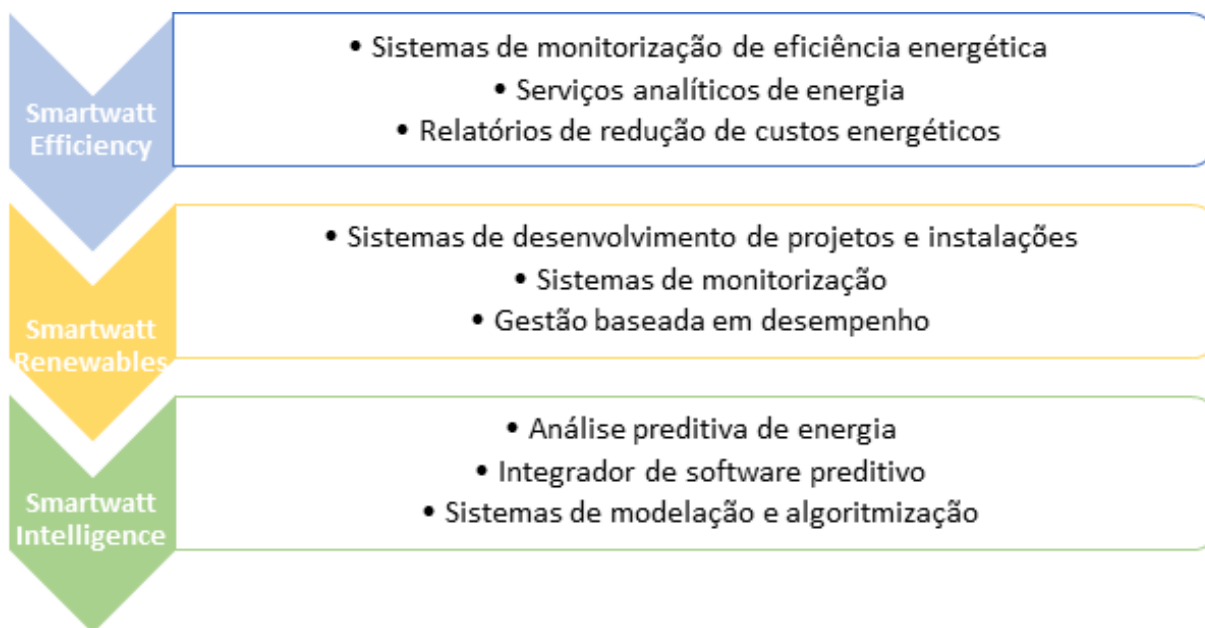 Smartwatt
Efficiency
• Sistemas de monitorização de eficiência energética
• Serviços analíticos de energia
• Relatórios de redução de custos energéticos
Smartwatt
Renewables
• Sistemas de desenvolvimento de projetos e instalações
• Sistemas de monitorização
• Gestão baseada em desempenho
Smartwatt
Intelligence
• Análise preditiva de energia
• Integrador de software preditivo
• Sistemas de modelação e algoritmização